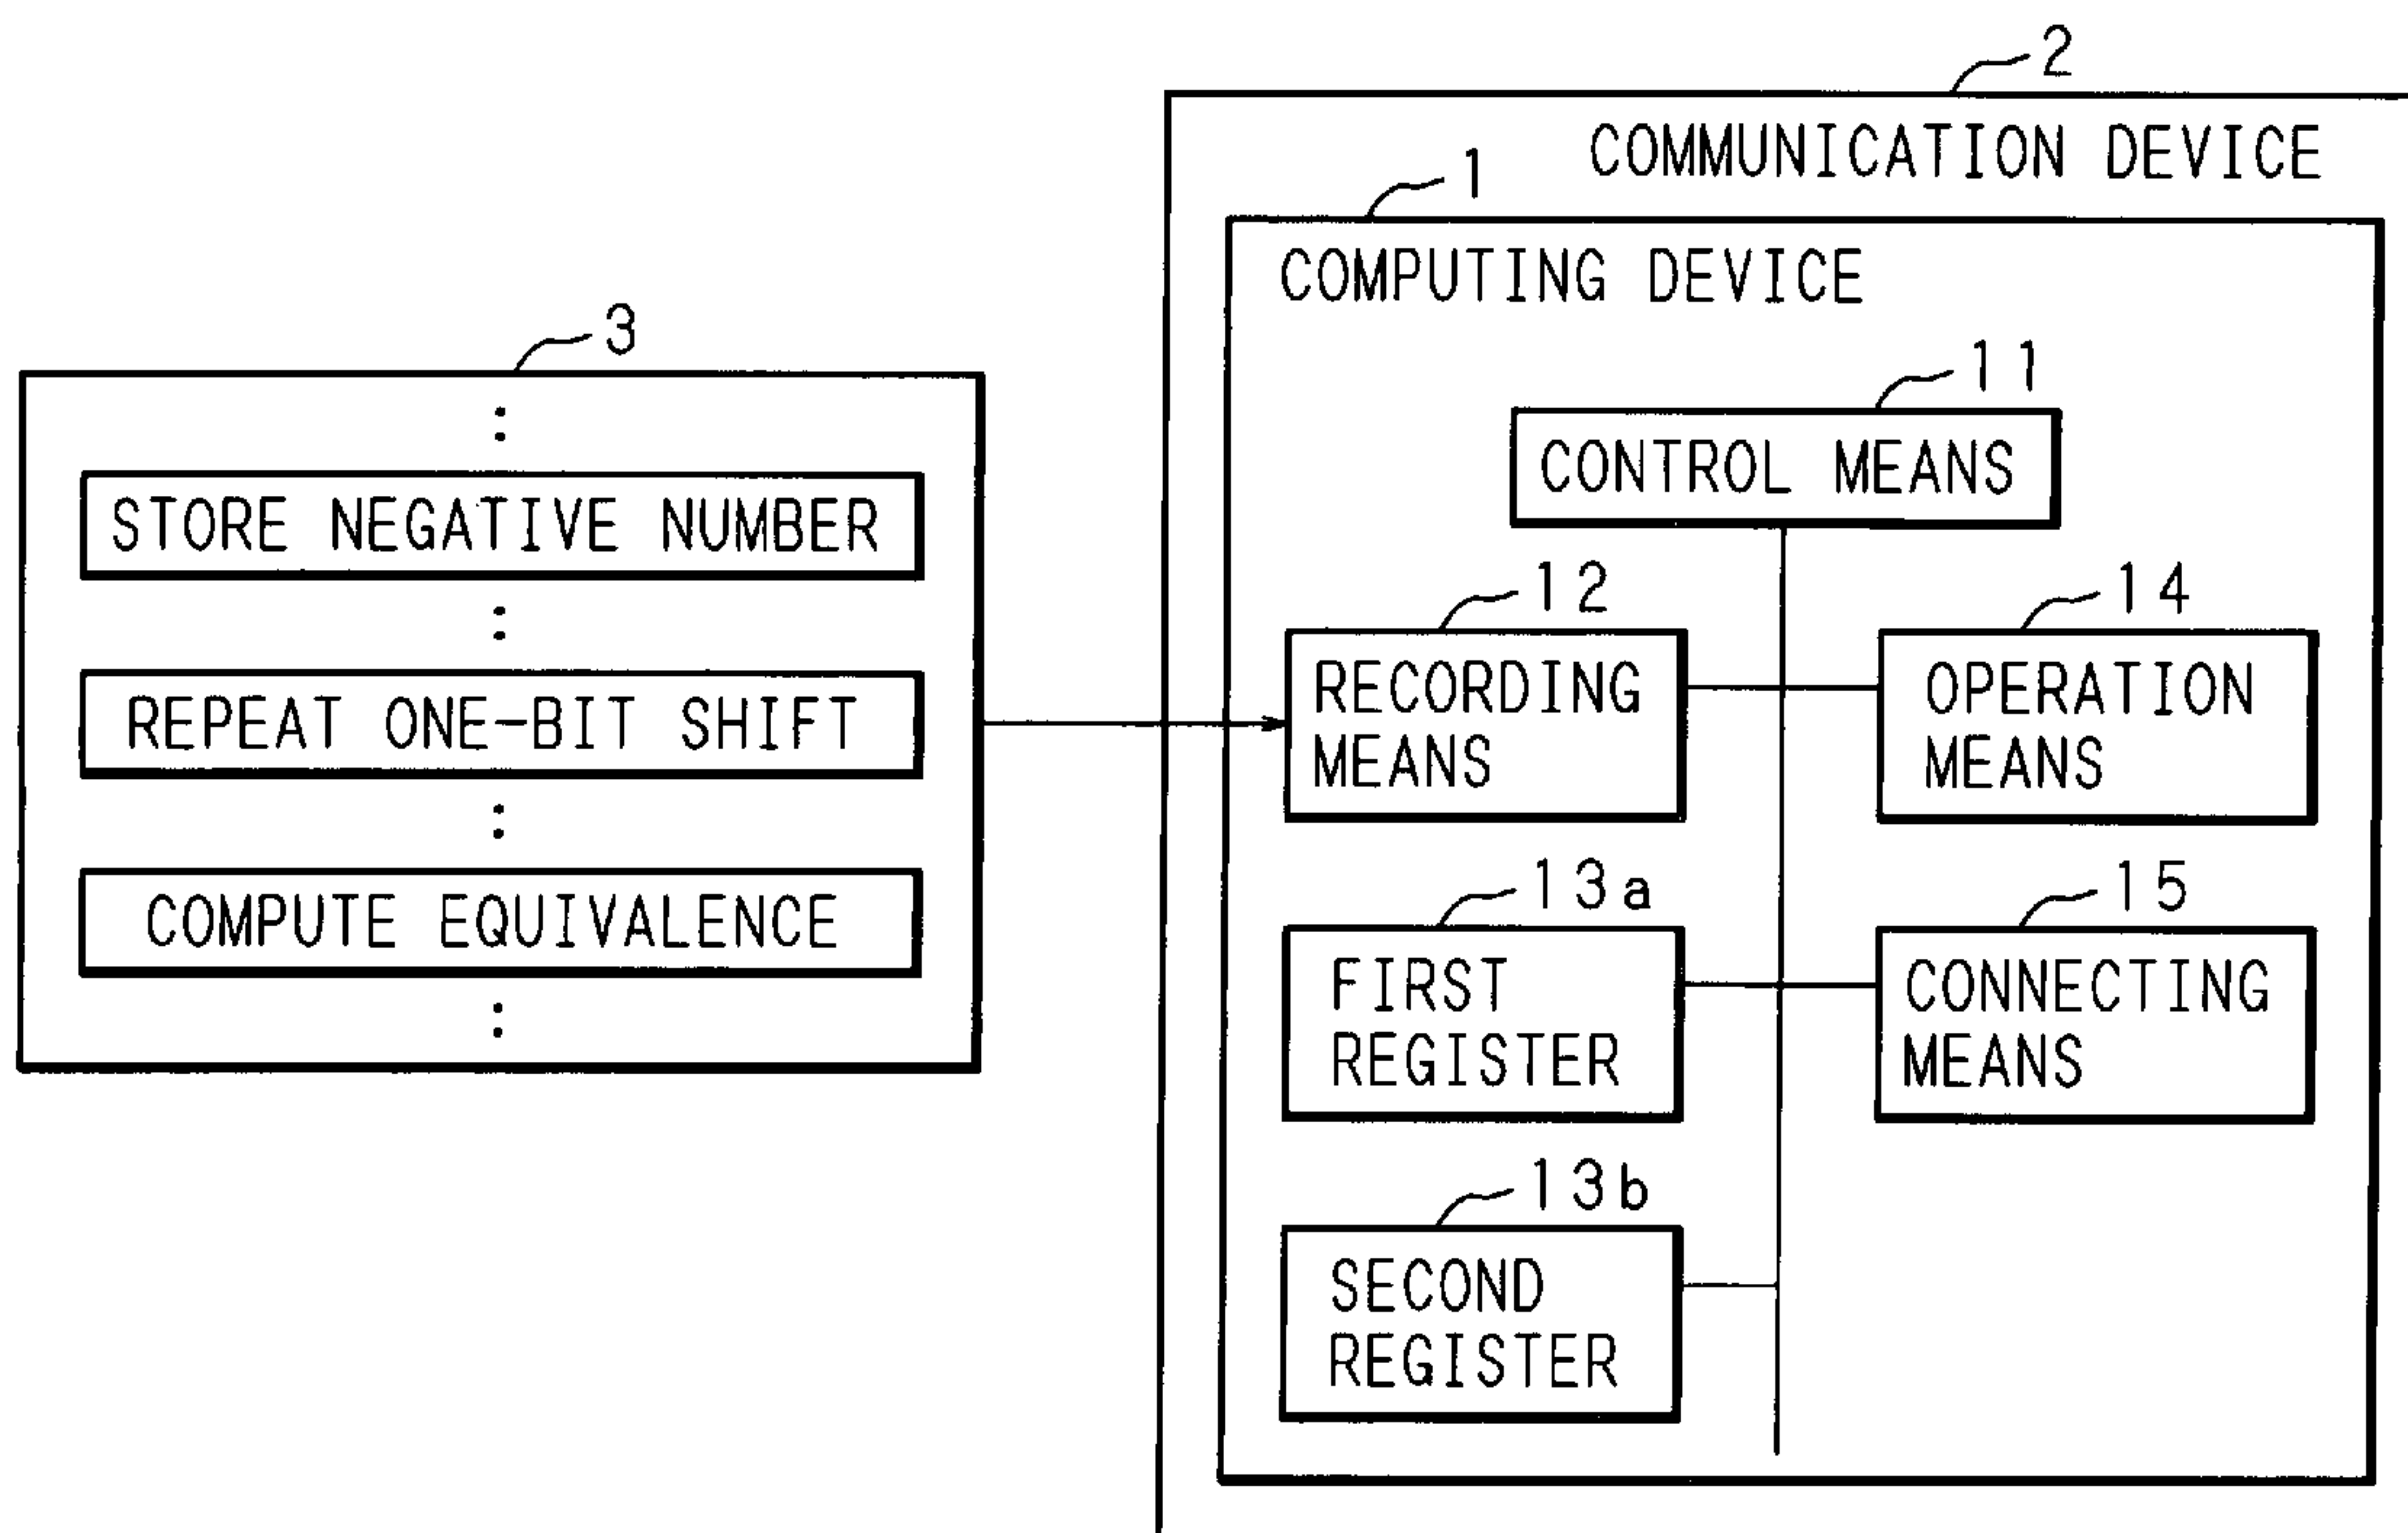 2
COMMUNICATION DEVICE
1
COMPUTING DEVICE
3
STORE NEGATIVE NUMBER
REPEAT ONE-BIT SHIFT
COMPUTE EQUIVALENCE
11
CONTROL MEANS
12
RECORDING
MEANS
14
OPERATION
MEANS
13a
FIRST
REGISTER
15
CONNECTING
MEANS
13b
SECOND
REGISTER